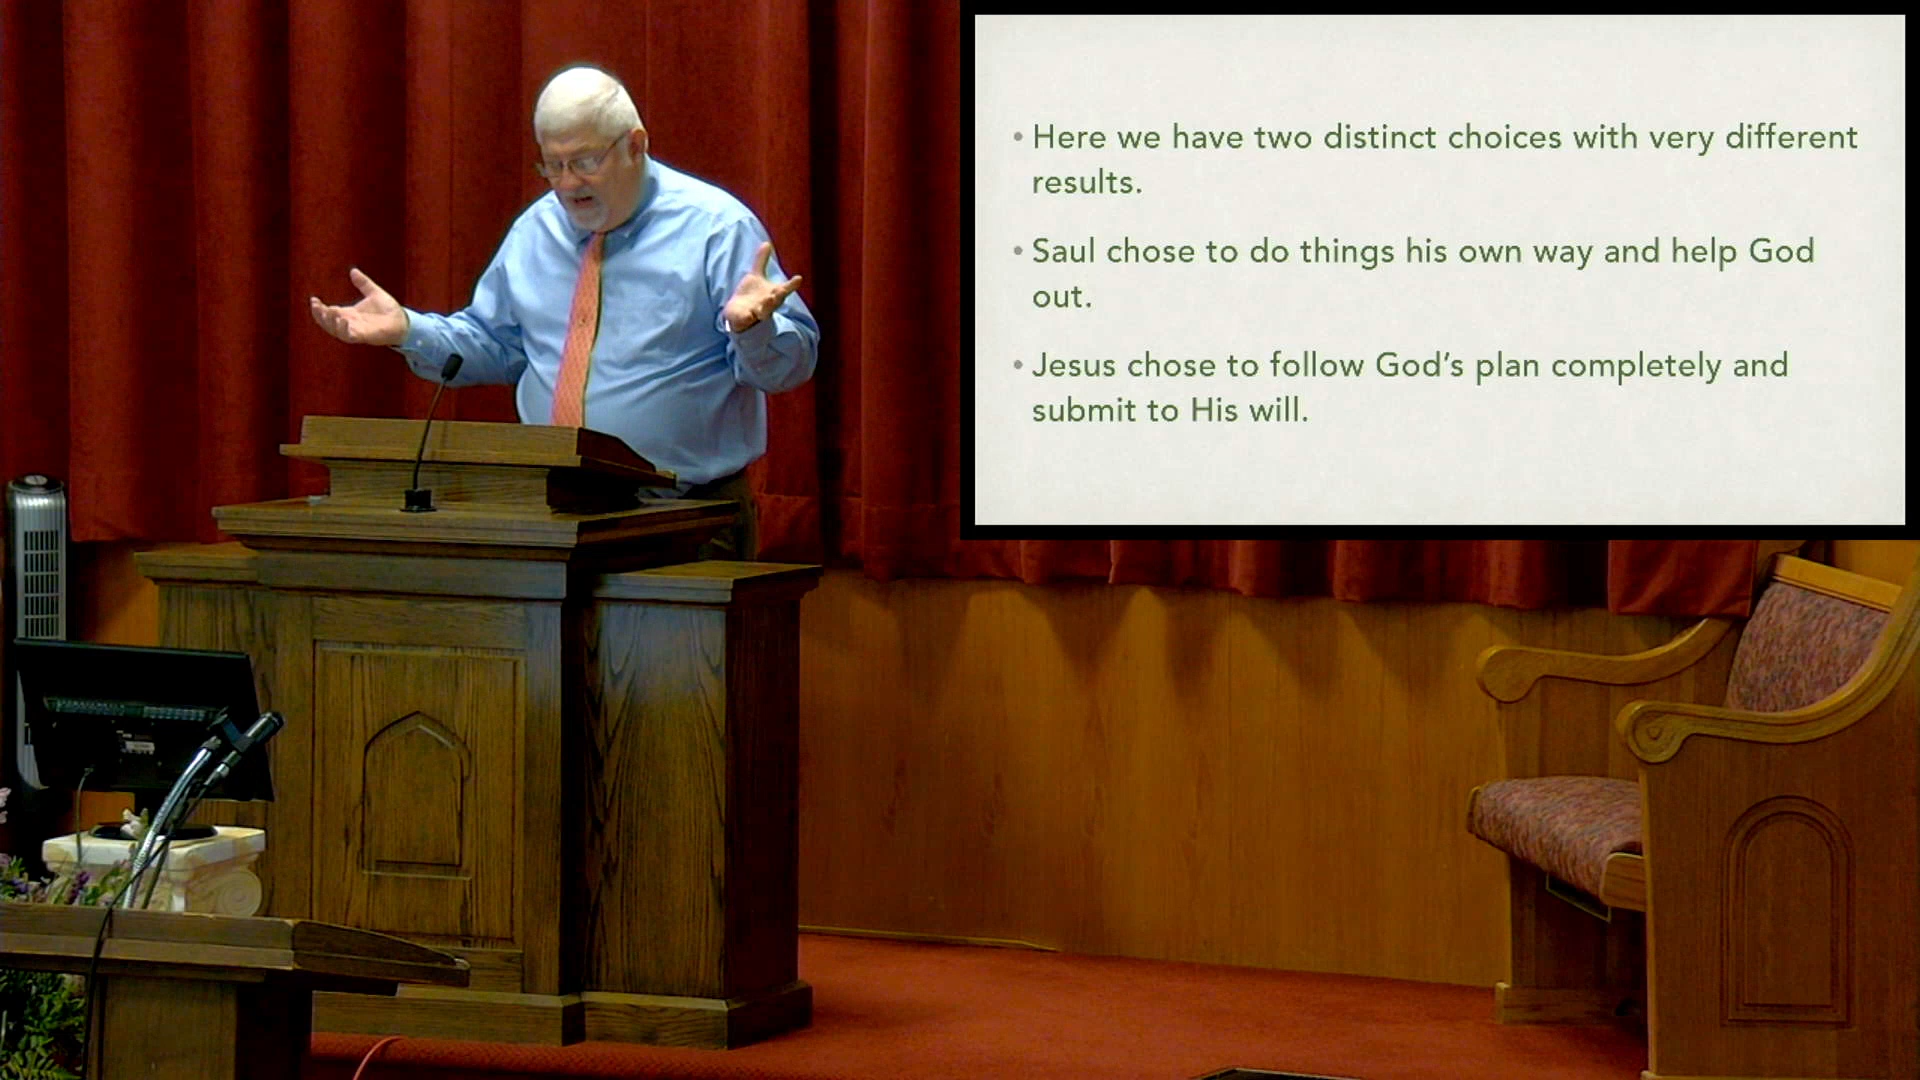 • Here we have two distinct choices with very different
results.
• Saul chose to do things his own way and help God
out.
• Jesus chose to follow God’s plan completely and
submit to His will.